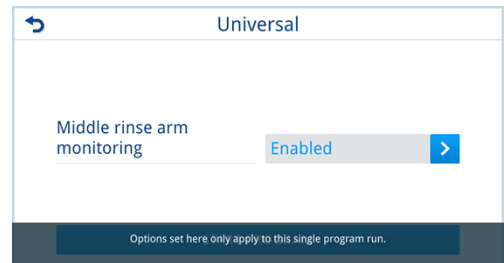 Universal
Middle rinse arm
monitoring
Enabled
Options set here only apply to this single program run.